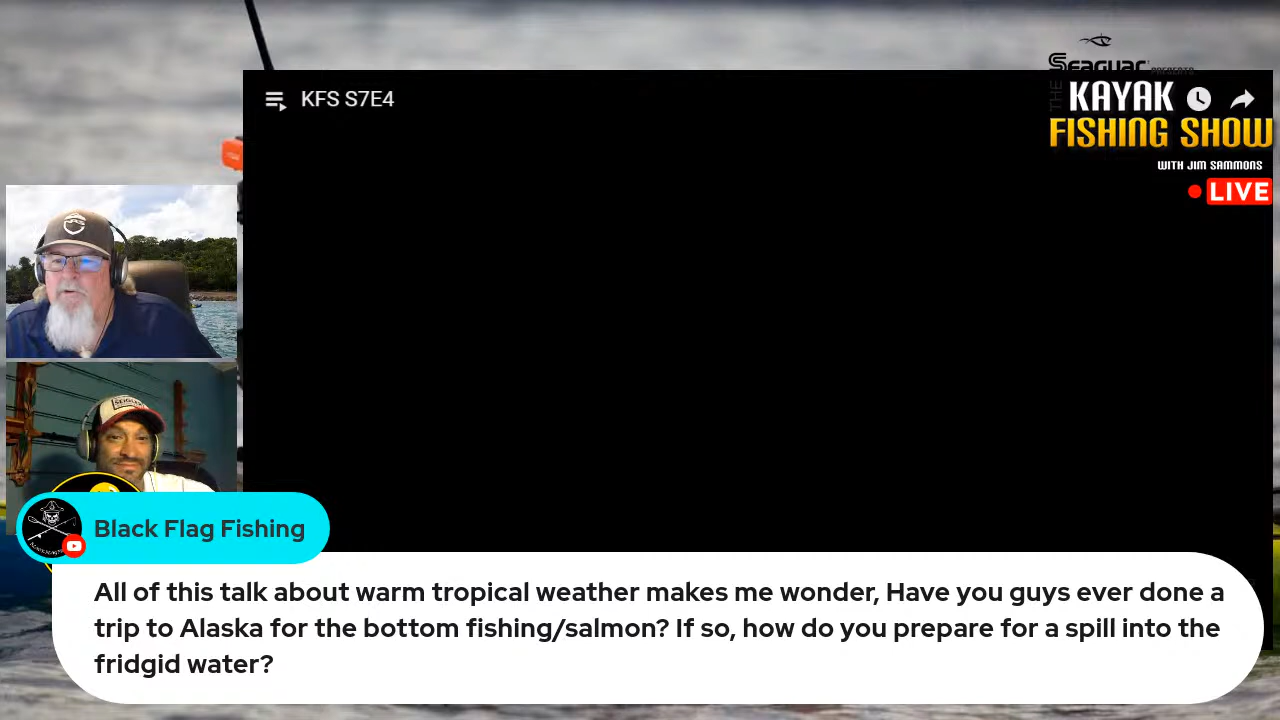 Seaguar PRESENTS
KFS S7E4
THE
KAYAK
FISHING SHOW
WITH JIM SAMMONS
LIVE
Black Flag Fishing
All of this talk about warm tropical weather makes me wonder, Have you guys ever done a
trip to Alaska for the bottom fishing/salmon? If so, how do you prepare for a spill into the
fridgid water?